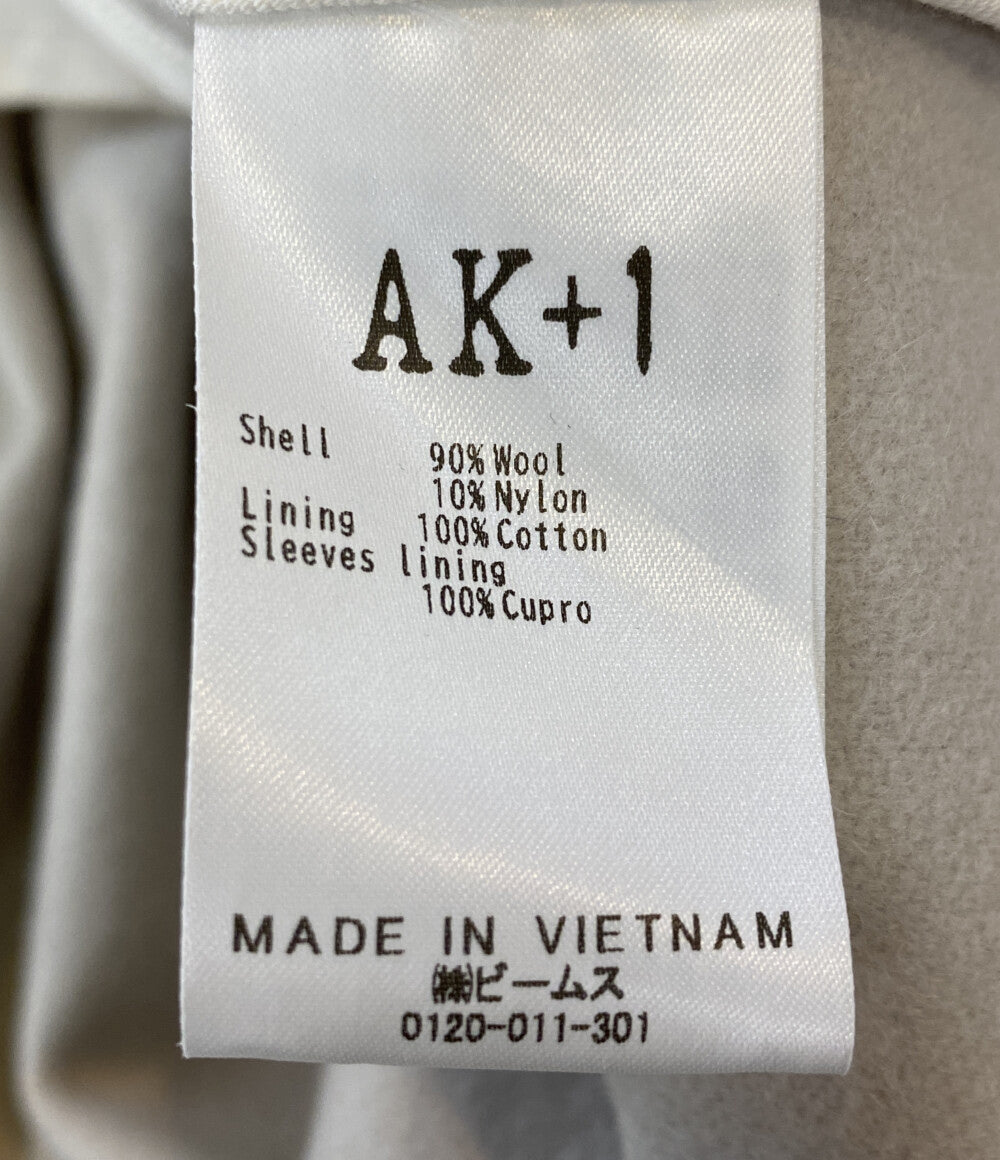 AK+1
Shell
90% Wool
10% Nylon
Lining 100% Cotton
Sleeves lining
100% Cupro
MADE IN VIETNAM
㈱ビームス
0120-011-301